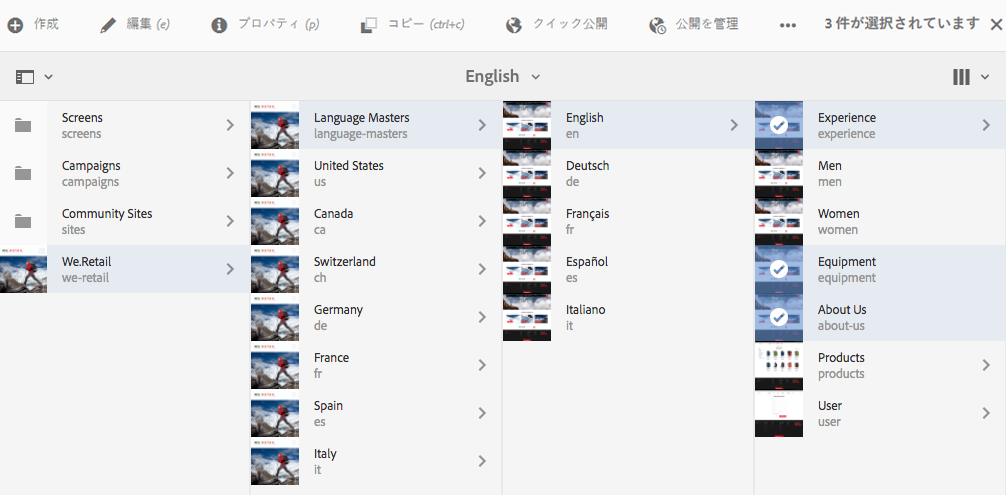 作成 編集 (e) プロパティ (p) コピー (ctrl+c) クイック公開 公開を管理 ••• 3 件が選択されています
English
Screens
screens
Campaigns
campaigns
Community Sites
sites
We.Retail
we-retail
Language Masters
language-masters
United States
us
Canada
ca
Switzerland
ch
Germany
de
France
fr
Spain
es
Italy
it
English
en
Deutsch
de
Français
fr
Español
es
Italiano
it
Experience
experience
Men
men
Women
women
Equipment
equipment
About Us
about-us
Products
products
User
user